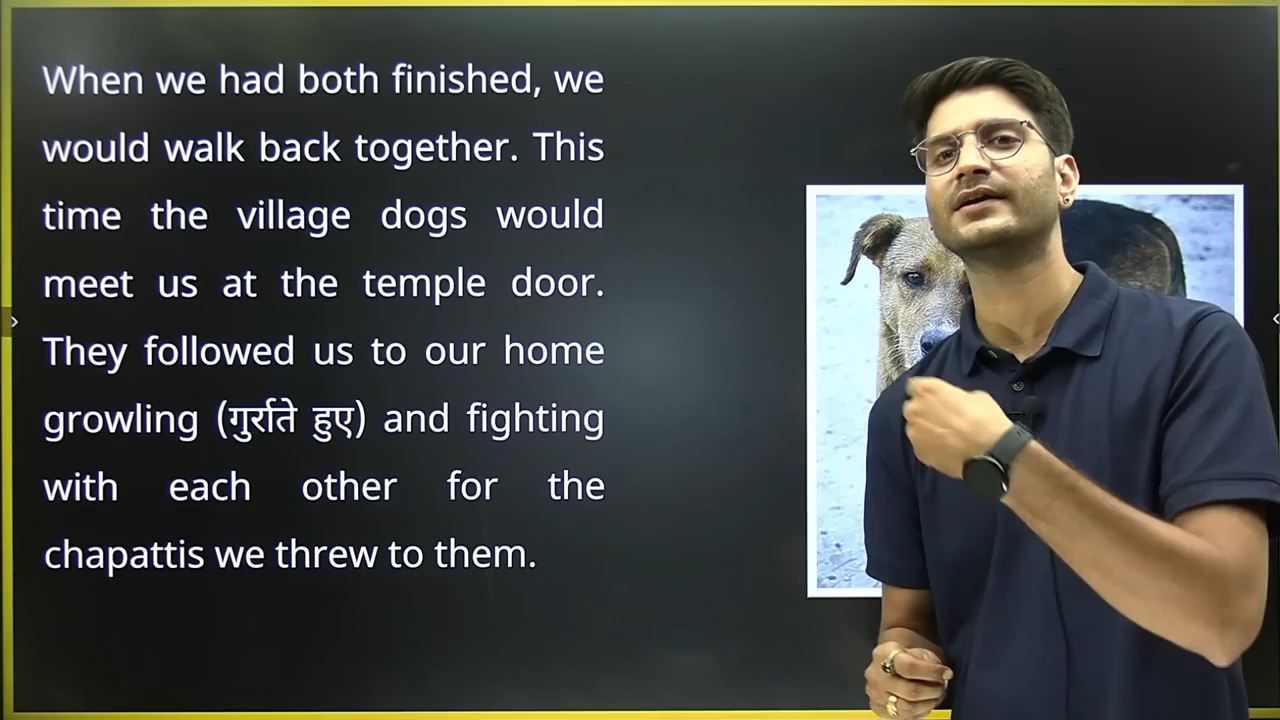 When we had both finished, we
would walk back together. This
time the village dogs would
meet us at the temple door.
They followed us to our home
growling (गुर्राते हुए) and fighting
with each other for the
chapattis we threw to them.